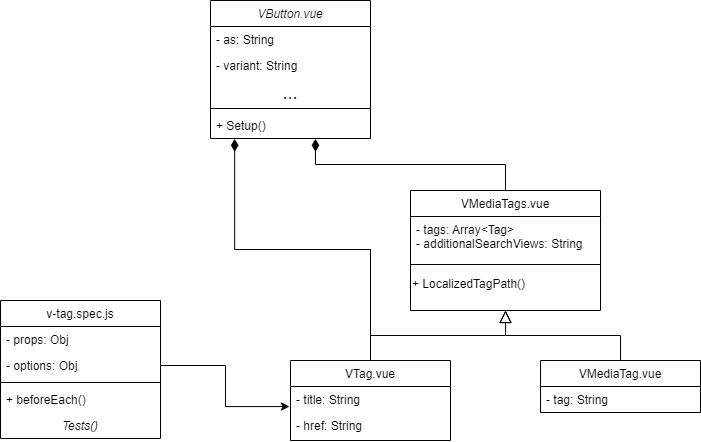 VButton.vue
- as: String
- variant: String
...
+ Setup()
VMediaTags.vue
- tags: Array<Tag>
- additionalSearchViews: String
+ LocalizedTagPath()
v-tag.spec.js
- props: Obj
- options: Obj
+ beforeEach()
Tests()
VTag.vue
- title: String
- href: String
VMediaTag.vue
- tag: String